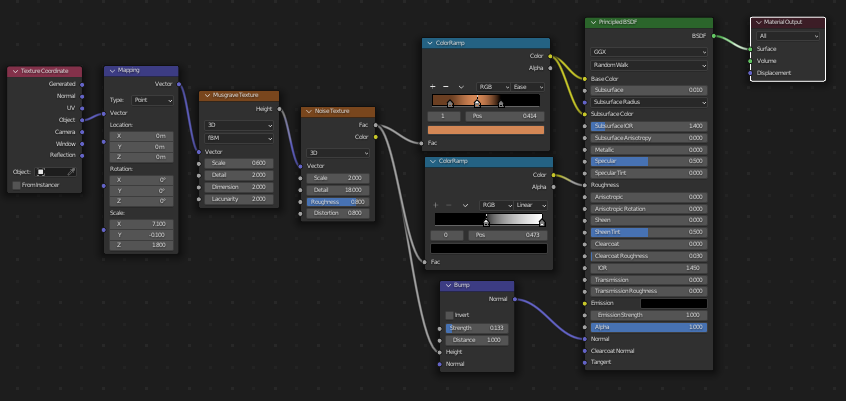 Texture Coordinate
Generated
Normal
UV
Object
Camera
Window
Reflection
Object:
From Instancer
Mapping
Vector
Type: Point
Vector
Location:
X 0 m
Y 0 m
Z 0 m
Rotation:
X 0°
Y 0°
Z 0°
Scale:
X 7.100
Y -0.100
Z 1.800
Musgrave Texture
Height
3D
fBM
Vector
Scale 0.600
Detail 2.000
Dimension 2.000
Lacunarity 2.000
Noise Texture
Fac
Color
3D
Vector
Scale 2.000
Detail 18.000
Roughness 0.800
Distortion 0.800
ColorRamp
Color
Alpha
RGB Ease
1 Pos 0.414
Fac
ColorRamp
Color
Alpha
RGB Linear
0 Pos 0.473
Fac
Bump
Normal
Invert
Strength 0.133
Distance 1.000
Height
Normal
Principled BSDF
BSDF
GGX
Random Walk
Base Color
Subsurface 0.020
Subsurface Radius
Subsurface Color
Subsurface IOR 1.400
Subsurface Anisotropy 0.000
Metallic 0.000
Specular 0.500
Specular Tint 0.000
Roughness
Anisotropic 0.000
Anisotropic Rotation 0.000
Sheen 0.000
Sheen Tint 0.500
Clearcoat 0.000
Clearcoat Roughness 0.030
IOR 1.450
Transmission 0.000
Transmission Roughness 0.000
Emission
Emission Strength 1.000
Alpha 1.000
Normal
Clearcoat Normal
Tangent
Material Output
All
Surface
Volume
Displacement